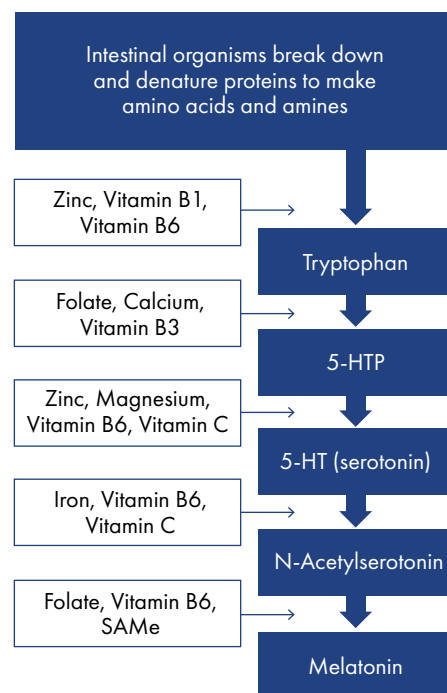 Intestinal organisms break down
and denature proteins to make
amino acids and amines
Zinc, Vitamin B1,
Vitamin B6
Tryptophan
Folate, Calcium,
Vitamin B3
5-HTP
Zinc, Magnesium,
Vitamin B6, Vitamin C
5-HT (serotonin)
Iron, Vitamin B6,
Vitamin C
N-Acetylserotonin
Folate, Vitamin B6,
SAMe
Melatonin